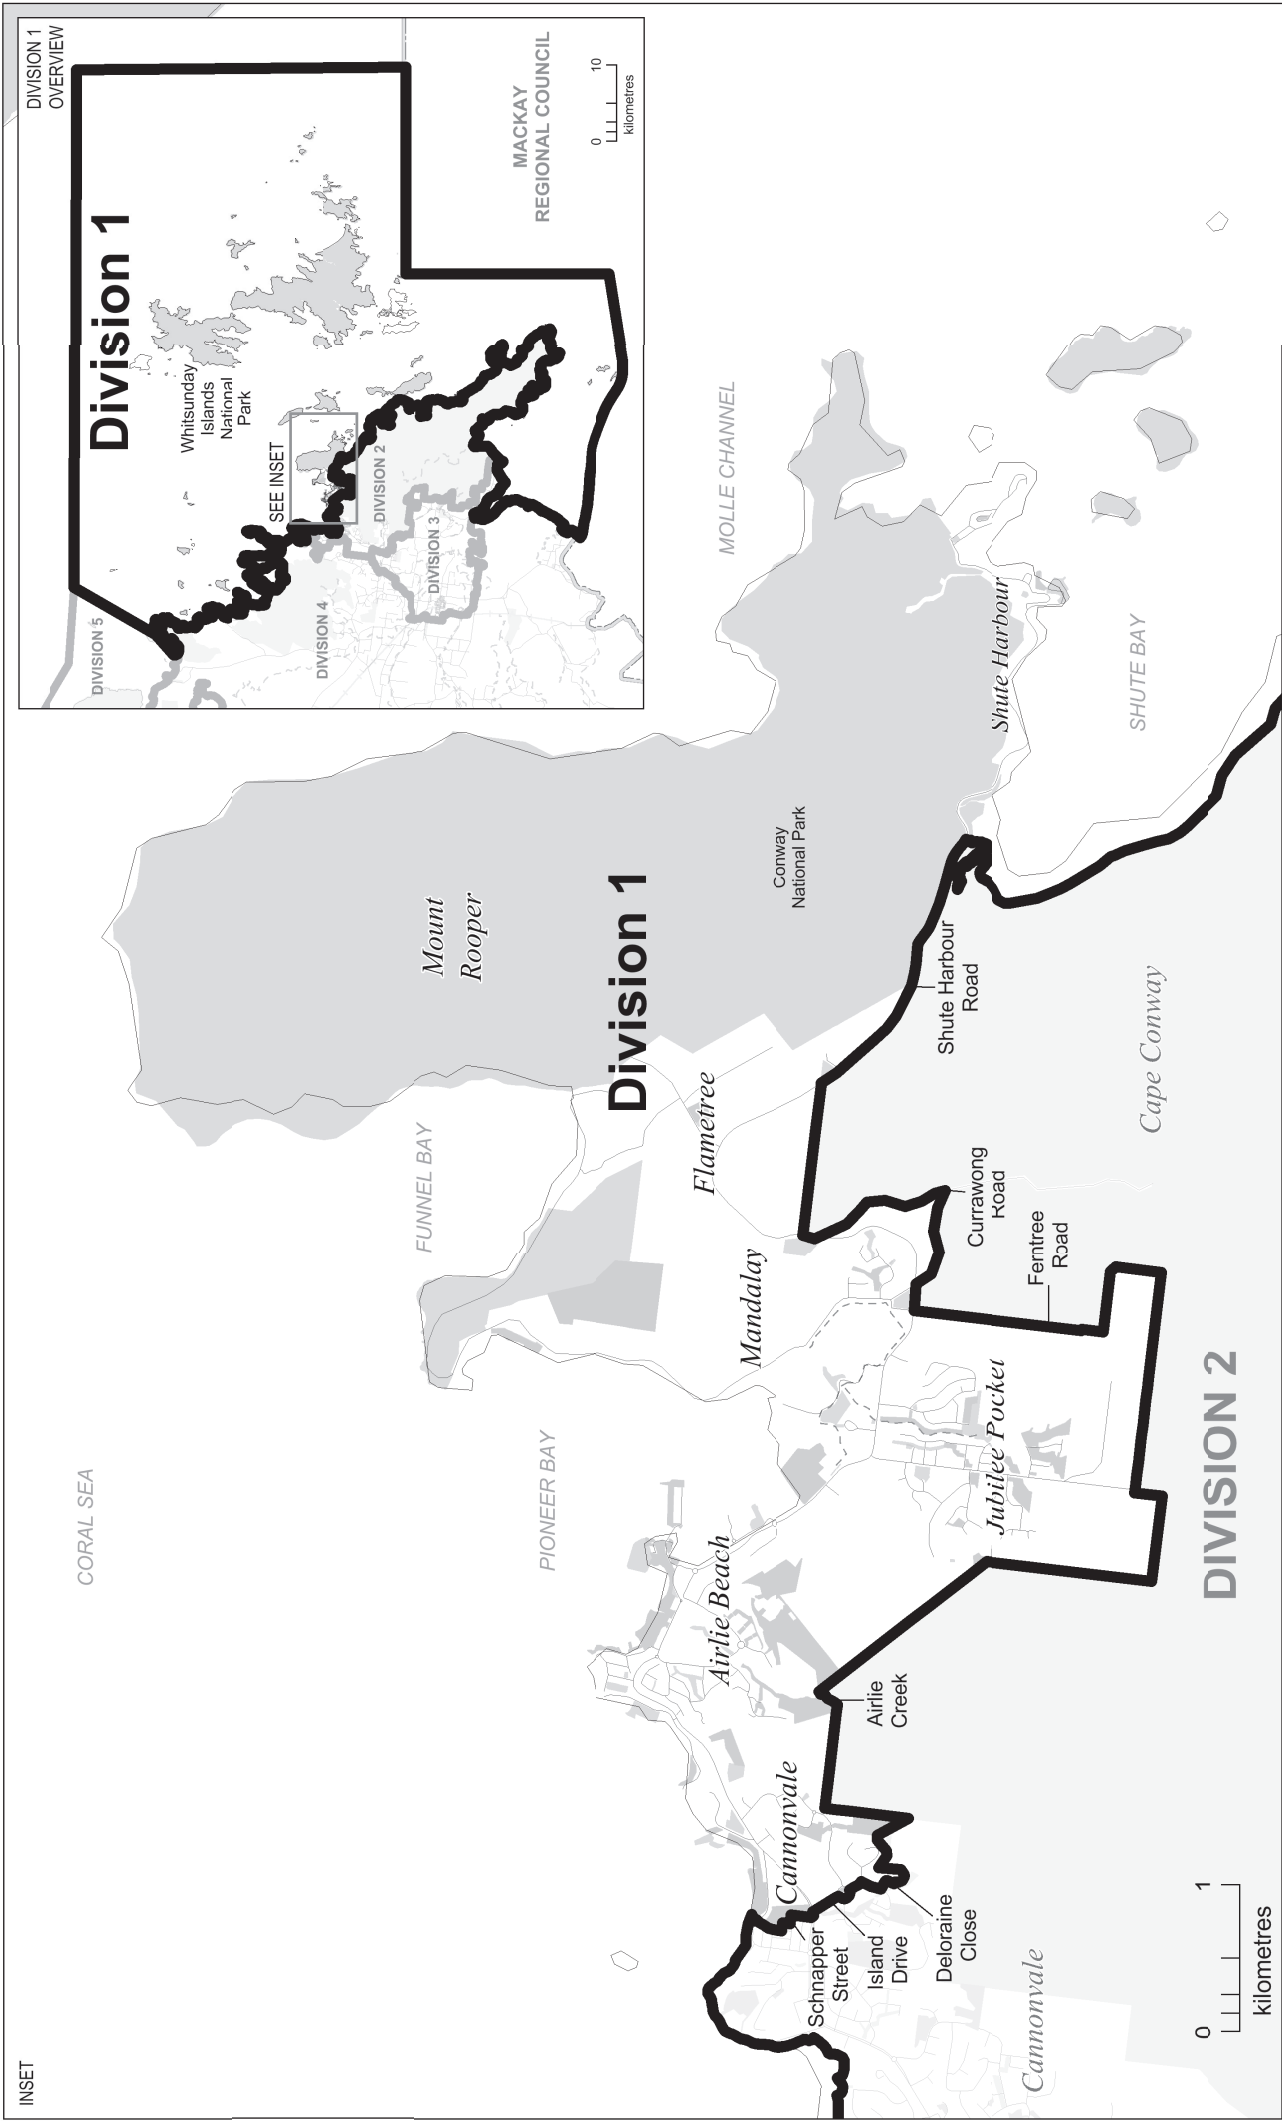 INSET
DIVISION 1
OVERVIEW
Division 1
Whitsunday
Islands
National
Park
SEE INSET
DIVISION 5
DIVISION 4
DIVISION 2
DIVISION 3
MACKAY
REGIONAL COUNCIL
0
10
kilometres
CORAL SEA
PIONEER BAY
FUNNEL BAY
MOLLE CHANNEL
Mount
Rooper
Division 1
Conway
National Park
Flametree
Mandalay
Airlie Beach
Cannonvale
Jubilee Pocket
Shute Harbour
SHUTE BAY
Shute Harbour
Road
Currawong
Road
Ferntree
Road
Cape Conway
Airlie
Creek
Schnapper
Street
Island
Drive
Deloraine
Close
Cannonvale
DIVISION 2
0
1
kilometres